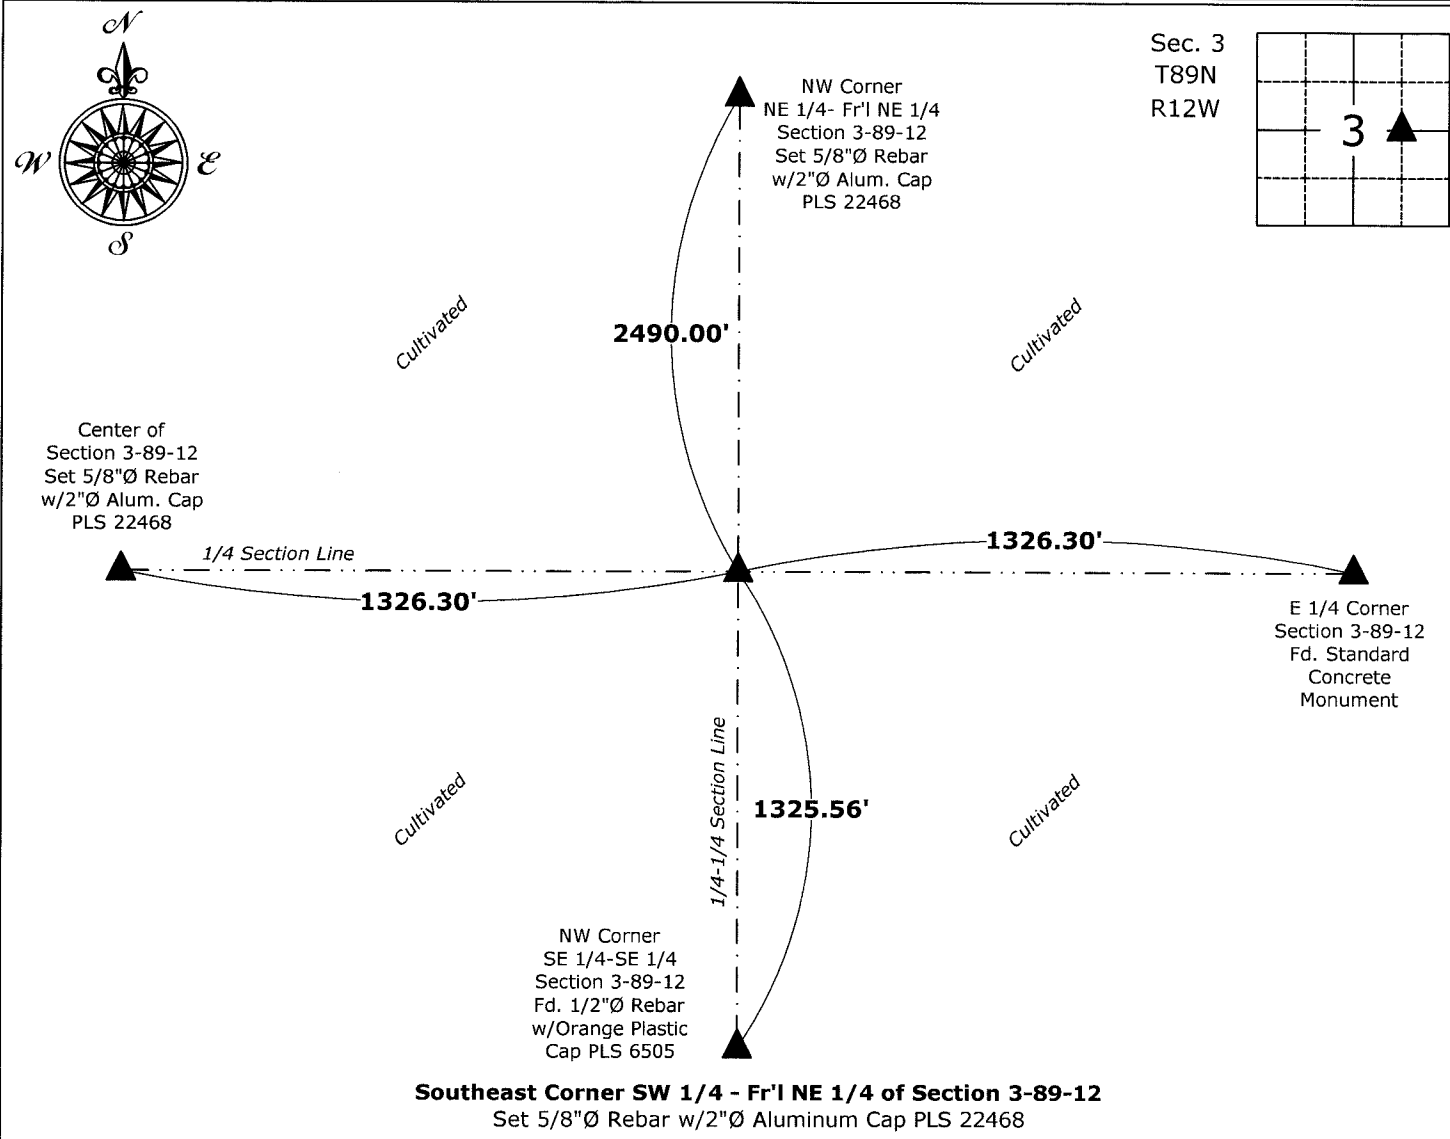 N
W
E
S
Sec. 3
T89N
R12W
3
NW Corner
NE 1/4- Fr'l NE 1/4
Section 3-89-12
Set 5/8"Ø Rebar
w/2"Ø Alum. Cap
PLS 22468
Cultivated
Cultivated
2490.00'
Center of
Section 3-89-12
Set 5/8"Ø Rebar
w/2"Ø Alum. Cap
PLS 22468
1/4 Section Line
1326.30'
1326.30'
E 1/4 Corner
Section 3-89-12
Fd. Standard
Concrete
Monument
1/4-1/4 Section Line
1325.56'
Cultivated
Cultivated
NW Corner
SE 1/4-SE 1/4
Section 3-89-12
Fd. 1/2"Ø Rebar
w/Orange Plastic
Cap PLS 6505
Southeast Corner SW 1/4 - Fr'l NE 1/4 of Section 3-89-12
Set 5/8"Ø Rebar w/2"Ø Aluminum Cap PLS 22468